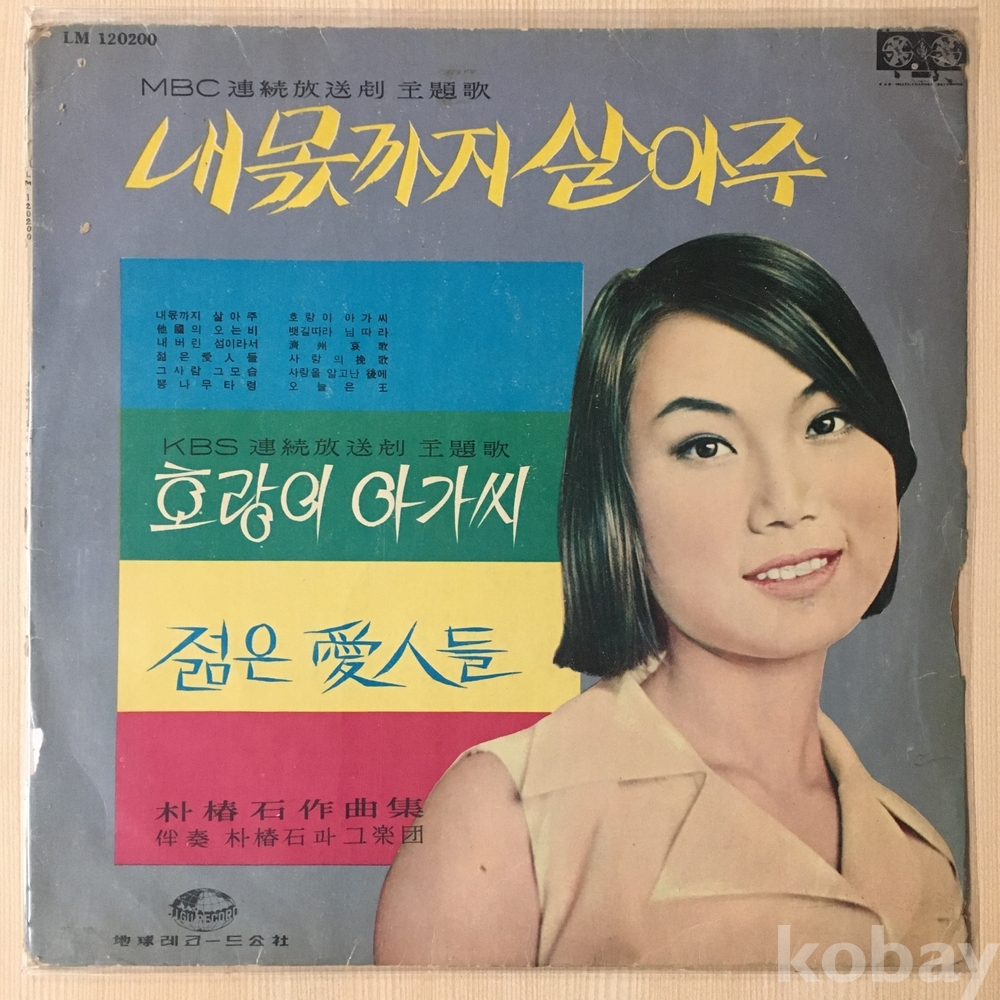 LM 120200
MBC 連続放送劇 主題歌
내몫까지 살아주
LM 120200
내몫까지 살아주 호랑이 아가씨
他國의 오는비 뱃길따라 님따라
내버린 섬이라서 濟州哀歌
젊은愛人들 사랑의 挽歌
그사람 그모습 사랑을 알고난 後에
뽕나무타령 오늘은王
KBS 連続放送劇 主題歌
호랑이 아가씨
젊은 愛人들
朴椿石作曲集
伴奏 朴椿石과 그楽団
JIGU RECORD
地球레코ー드公社
kobay